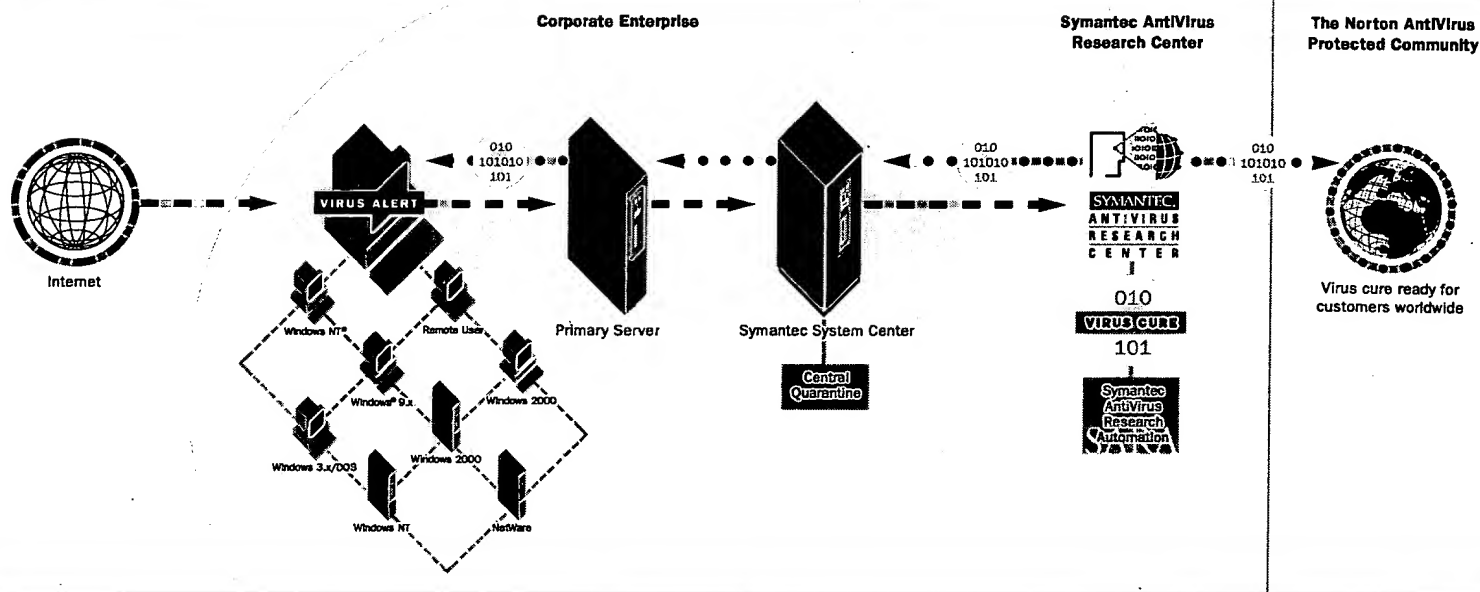 Corporate Enterprise
Symantec AntiVirus
Research Center
The Norton AntiVirus
Protected Community
010
101010
101
010
101010
101
010
101010
101
VIRUS ALERT
SYMANTEC.
ANTIVIRUS
RESEARCH
CENTER
Internet
Windows NT®
Remote User
Primary Server
Symantec System Center
010
VIRUS CURE
101
Virus cure ready for
customers worldwide
Windows® 9.x
Windows 2000
Central
Quarantine
Symantec
AntiVirus
Research
Automation
SARA
Windows 3.x/DOS
Windows 2000
Windows NT
NetWare